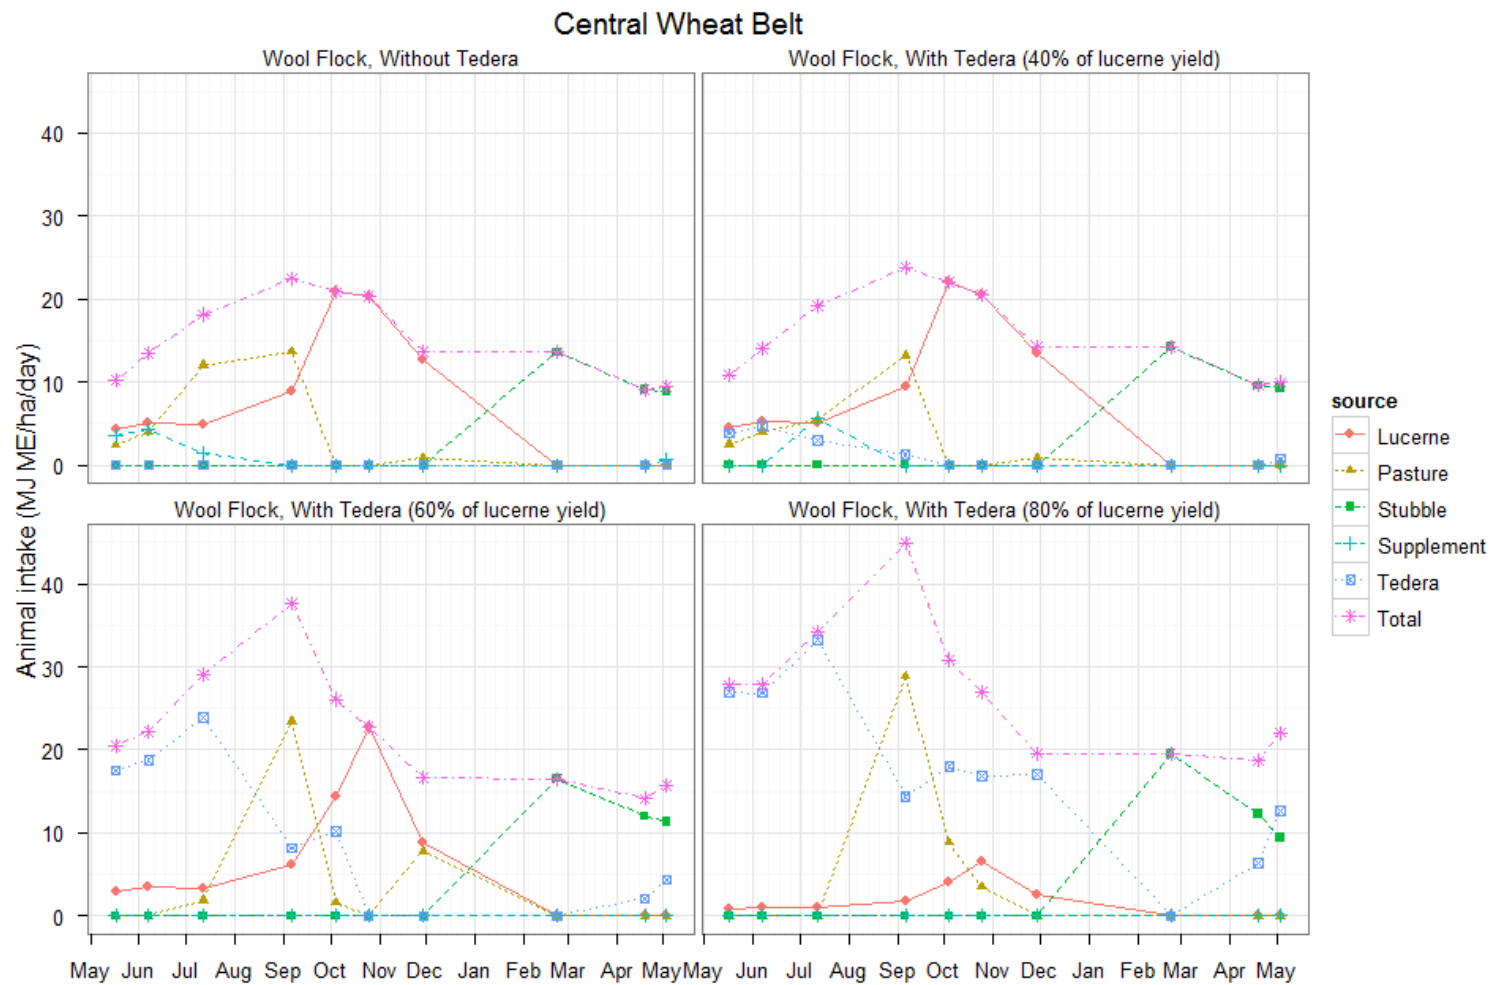 Central Wheat Belt
Wool Flock, Without Tedera
Wool Flock, With Tedera (40% of lucerne yield)
40
30
20
10
0
Wool Flock, With Tedera (60% of lucerne yield)
Wool Flock, With Tedera (80% of lucerne yield)
40
30
20
10
0
Animal intake (MJ ME/ha/day)
May Jun Jul Aug Sep Oct Nov Dec Jan Feb Mar Apr May
May Jun Jul Aug Sep Oct Nov Dec Jan Feb Mar Apr May
source
Lucerne
Pasture
Stubble
Supplement
Tedera
Total